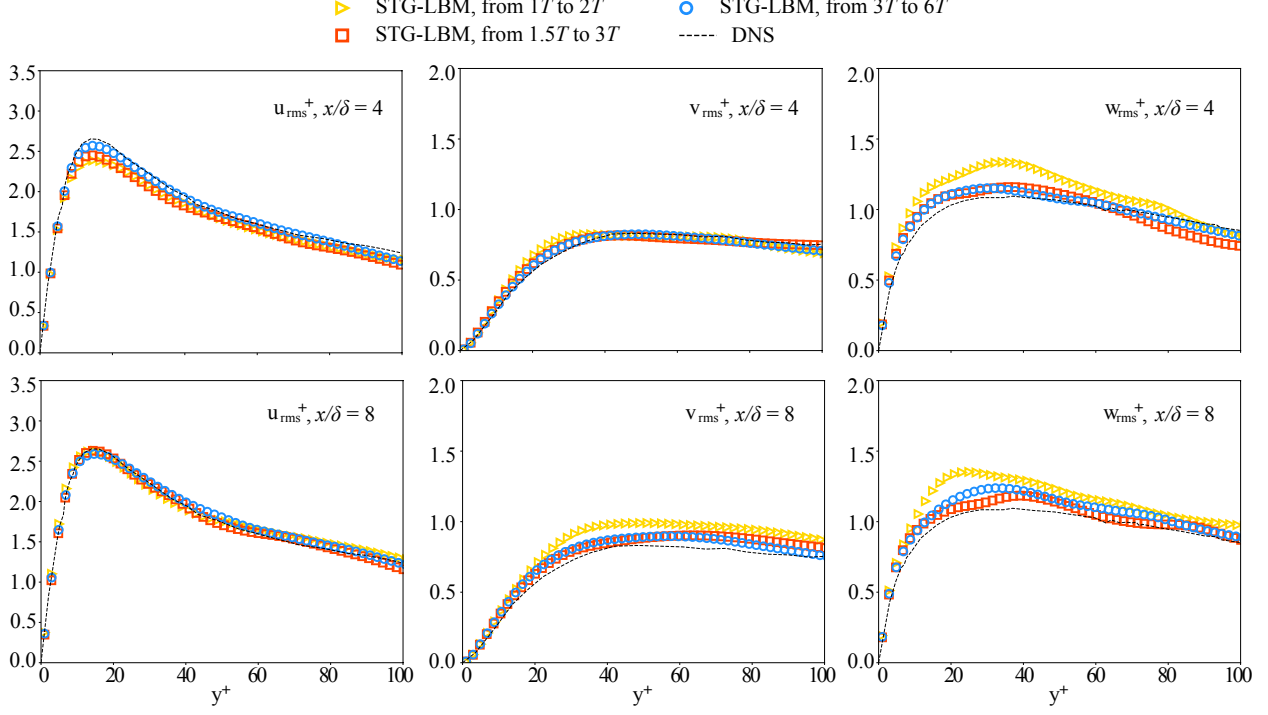 STG-LBM, from 1T to 2T
STG-LBM, from 3T to 6T
STG-LBM, from 1.5T to 3T
DNS
3.5
3.0
2.5
2.0
1.5
1.0
0.5
0.0
u rms +, x/δ = 4
2.0
1.5
1.0
0.5
0.0
v rms +, x/δ = 4
2.0
1.5
1.0
0.5
0.0
w rms +, x/δ = 4
3.5
3.0
2.5
2.0
1.5
1.0
0.5
0.0
u rms +, x/δ = 8
0 20 40 60 80 100
y+
2.0
1.5
1.0
0.5
0.0
v rms +, x/δ = 8
0 20 40 60 80 100
y+
2.0
1.5
1.0
0.5
0.0
w rms +, x/δ = 8
0 20 40 60 80 100
y+